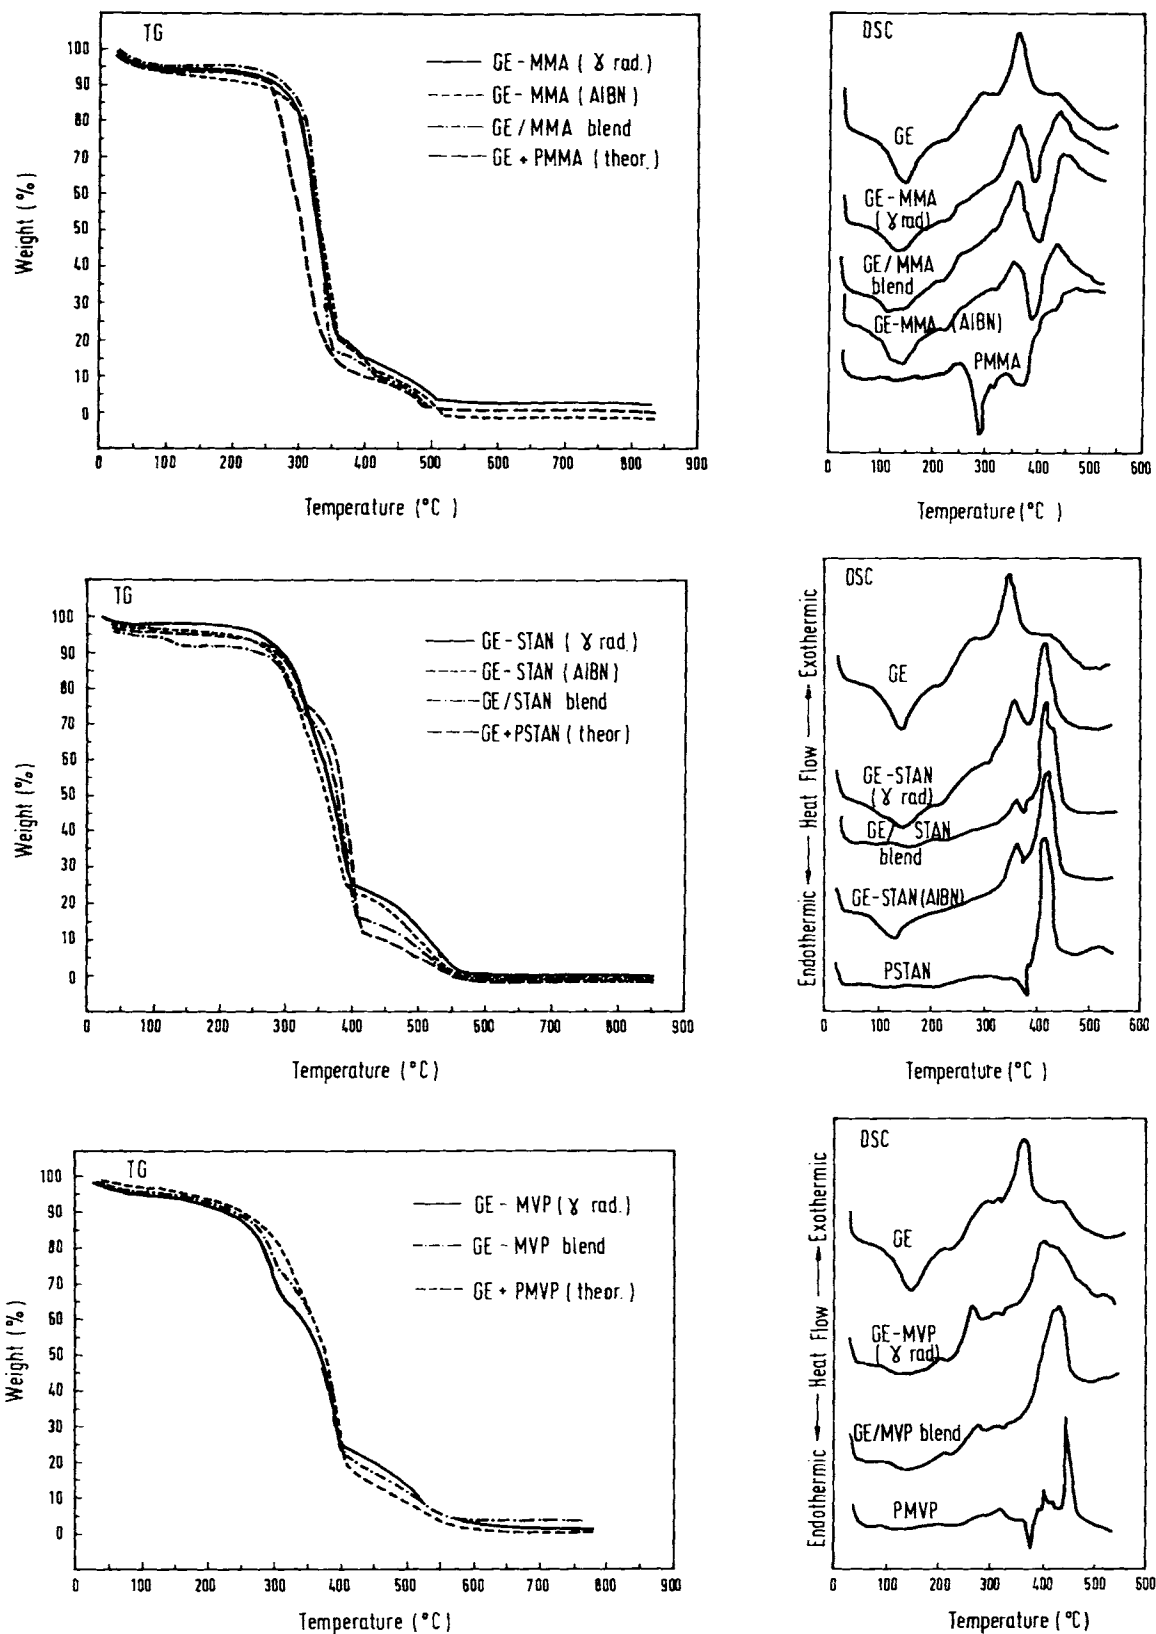 TG
100
90
80
70
60
50
40
30
20
10
0
Weight (%)
GE - MMA ( ɣ rad. )
GE - MMA ( AIBN )
GE / MMA blend
GE + PMMA ( theor. )
0 100 200 300 400 500 600 700 800 900
Temperature ( °C )
DSC
GE
GE - MMA
( ɣ rad )
GE / MMA
blend
GE-MMA (AIBN)
PMMA
0 100 200 300 400 500 600
Temperature ( °C )
TG
100
90
80
70
60
50
40
30
20
10
0
Weight (%)
GE - STAN ( ɣ rad. )
GE - STAN ( AIBN )
GE / STAN blend
GE + PSTAN ( theor )
0 100 200 300 400 500 600 700 800 900
Temperature ( °C )
DSC
Endothermic ← Heat Flow → Exothermic
GE
GE - STAN
( ɣ rad )
GE / STAN
blend
GE - STAN (AIBN)
PSTAN
0 100 200 300 400 500 600
Temperature ( °C )
TG
100
90
80
70
60
50
40
30
20
10
0
Weight (%)
GE - MVP ( ɣ rad. )
GE - MVP blend
GE + PMVP ( theor. )
0 100 200 300 400 500 600 700 800 900
Temperature ( °C )
DSC
Endothermic ← Heat Flow → Exothermic
GE
GE - MVP
( ɣ rad )
GE/MVP blend
PMVP
0 100 200 300 400 500 600
Temperature ( °C )